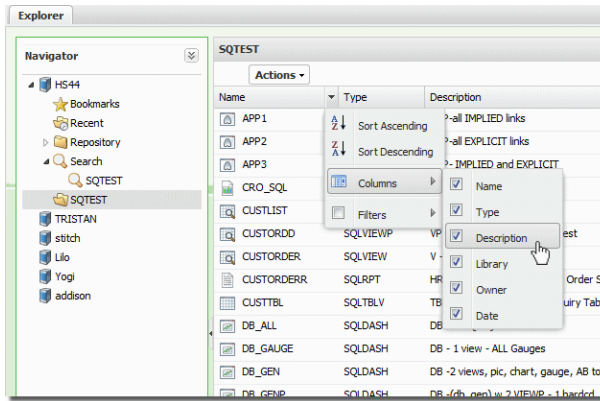 Explorer
Navigator
HS44
Bookmarks
Recent
Repository
Search
SQTEST
SQTEST
TRISTAN
stitch
Lilo
Yogi
addison
SQTEST
Actions
Name Type Description
APP1 P-all IMPLIED links
APP2 P-all EXPLICIT links
APP3 P- IMPLIED and EXPLICIT
CRO_SQL
CUSTLIST
CUSTORDD SQLVIEWP VP est
CUSTORDER SQLVIEW V -
CUSTORDERR SQLRPT HR Order S
CUSTTBL SQLTBLV TB uiry Tab
DB_ALL SQLDASH DB
DB_GAUGE SQLDASH DB - 1 view - ALL Gauges
DB_GEN SQLDASH DB -2 views, pic, chart, gauge, AB to
DB_GENP SQLDASH DB -(db_gen) w 2 VIEWP - 1 hardcd
Sort Ascending
Sort Descending
Columns
Filters
Name
Type
Description
Library
Owner
Date